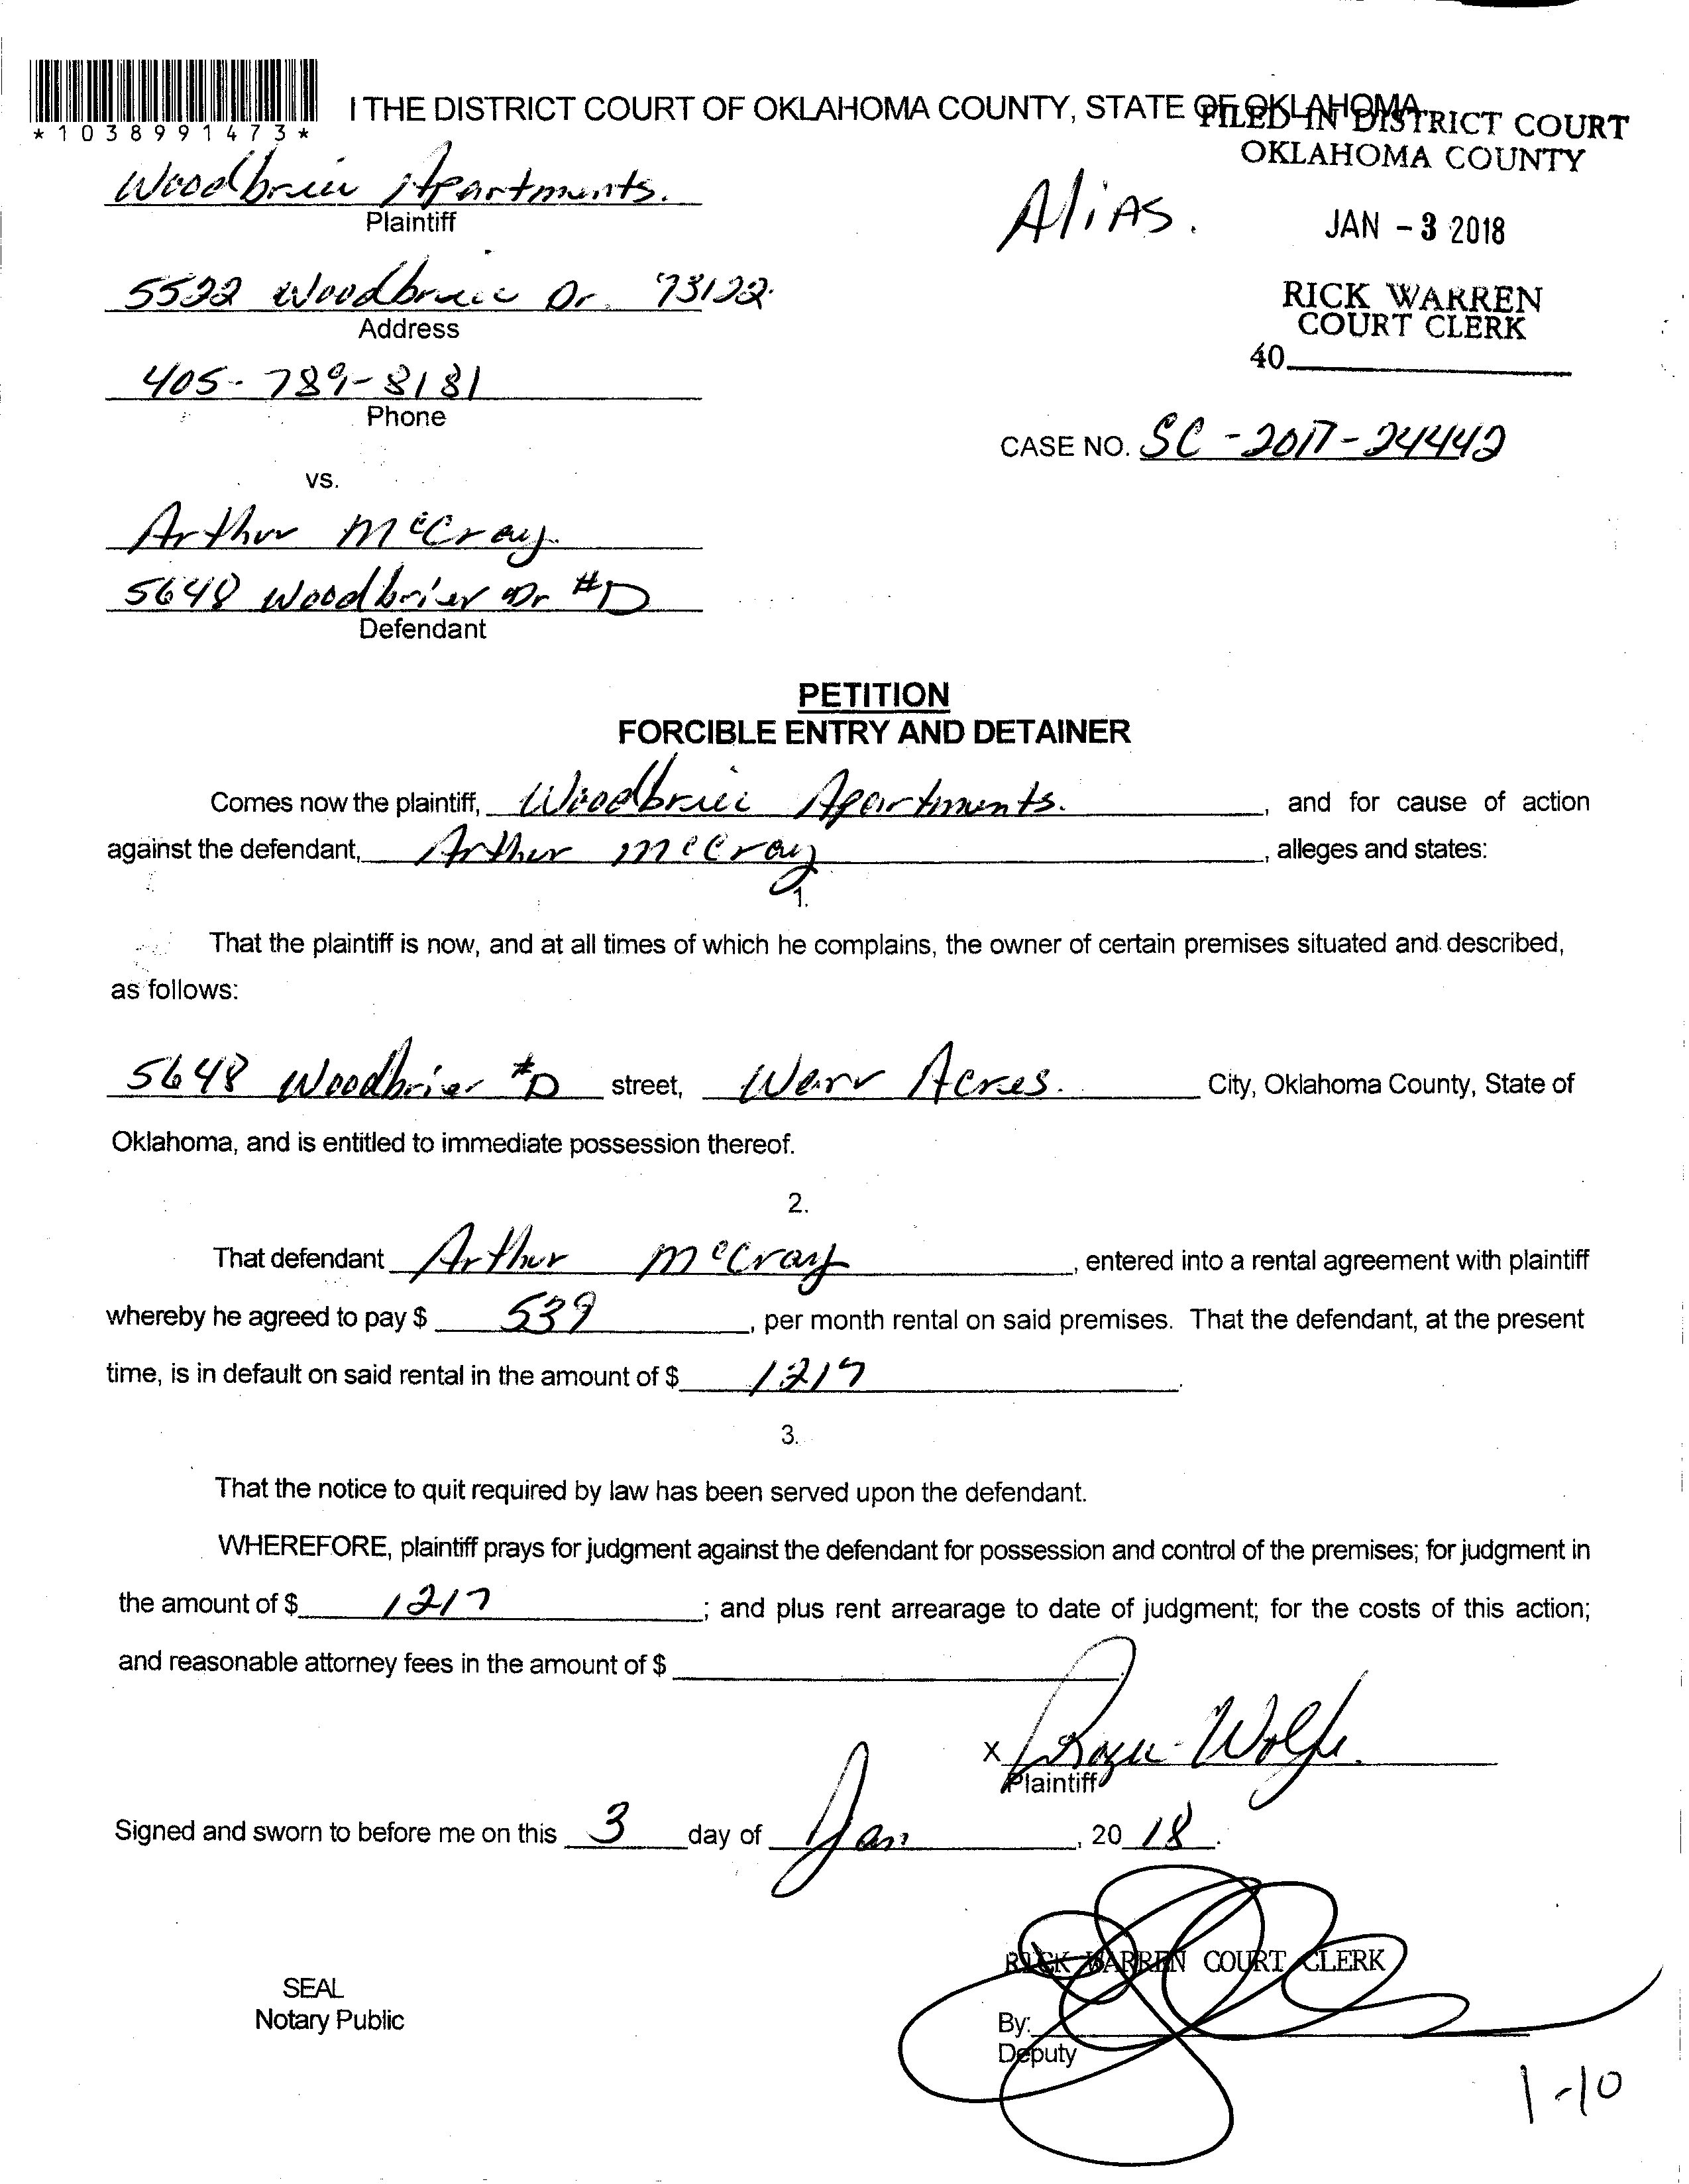 I THE DISTRICT COURT OF OKLAHOMA COUNTY, STATE OF OKLAHOMA
FILED IN DISTRICT COURT
OKLAHOMA COUNTY
*1038991473*
Woodbrier Apartments.
Plaintiff
Alias.
JAN - 3 2018
5522 Woodbrier Dr. 73122.
Address
RICK WARREN
COURT CLERK
40
405-789-8181
Phone
CASE NO. SC-2017-24442
vs.
Arthur McCray
5648 Woodbrier Dr #D
Defendant
PETITION
FORCIBLE ENTRY AND DETAINER
Comes now the plaintiff, Woodbrier Apartments. , and for cause of action
against the defendant, Arthur McCray , alleges and states:
1.
That the plaintiff is now, and at all times of which he complains, the owner of certain premises situated and described,
as follows:
5648 Woodbrier #D street, Warr Acres. City, Oklahoma County, State of
Oklahoma, and is entitled to immediate possession thereof.
2.
That defendant Arthur McCray , entered into a rental agreement with plaintiff
whereby he agreed to pay $ 539 , per month rental on said premises. That the defendant, at the present
time, is in default on said rental in the amount of $ 1217 .
3.
That the notice to quit required by law has been served upon the defendant.
WHEREFORE, plaintiff prays for judgment against the defendant for possession and control of the premises; for judgment in
the amount of $ 1217 ; and plus rent arrearage to date of judgment; for the costs of this action;
and reasonable attorney fees in the amount of $ .
X Wolfe.
Plaintiff
Signed and sworn to before me on this 3 day of Jan , 20 18 .
RICK WARREN COURT CLERK
SEAL
Notary Public
By:
Deputy
1-10